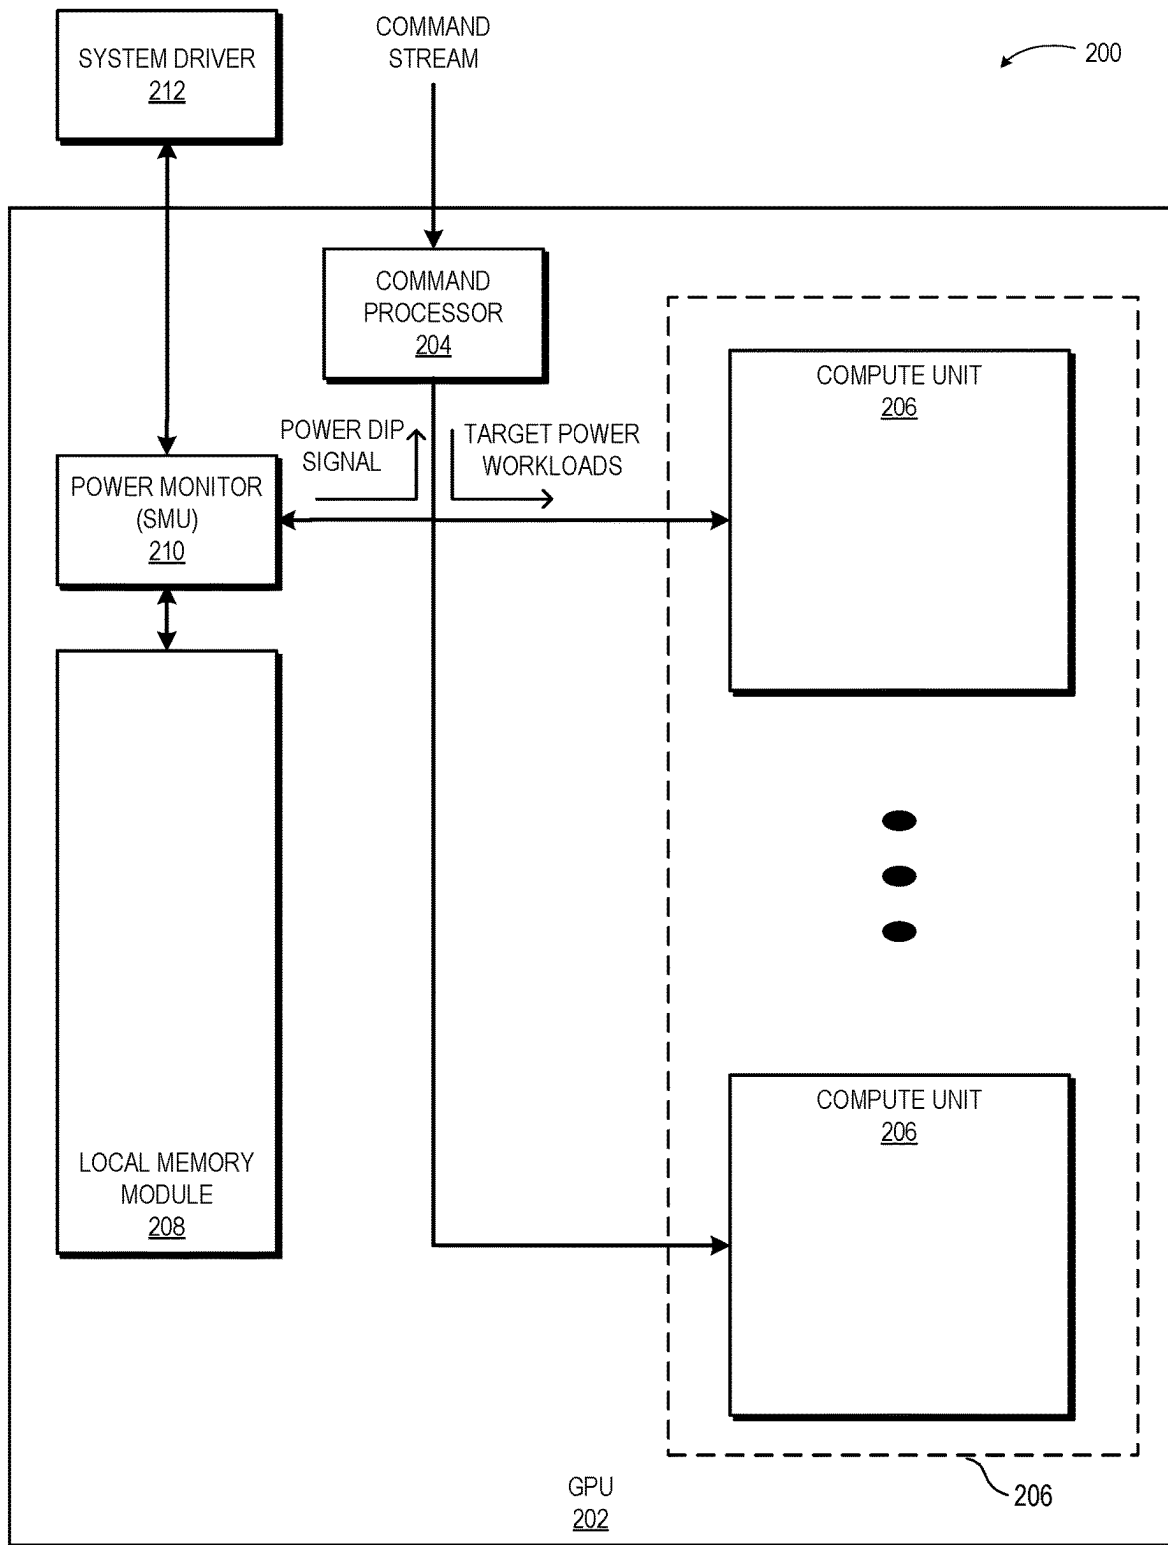 SYSTEM DRIVER
212
COMMAND
STREAM
200
COMMAND
PROCESSOR
204
COMPUTE UNIT
206
POWER DIP
SIGNAL
TARGET POWER
WORKLOADS
POWER MONITOR
(SMU)
210
LOCAL MEMORY
MODULE
208
COMPUTE UNIT
206
GPU
202
206